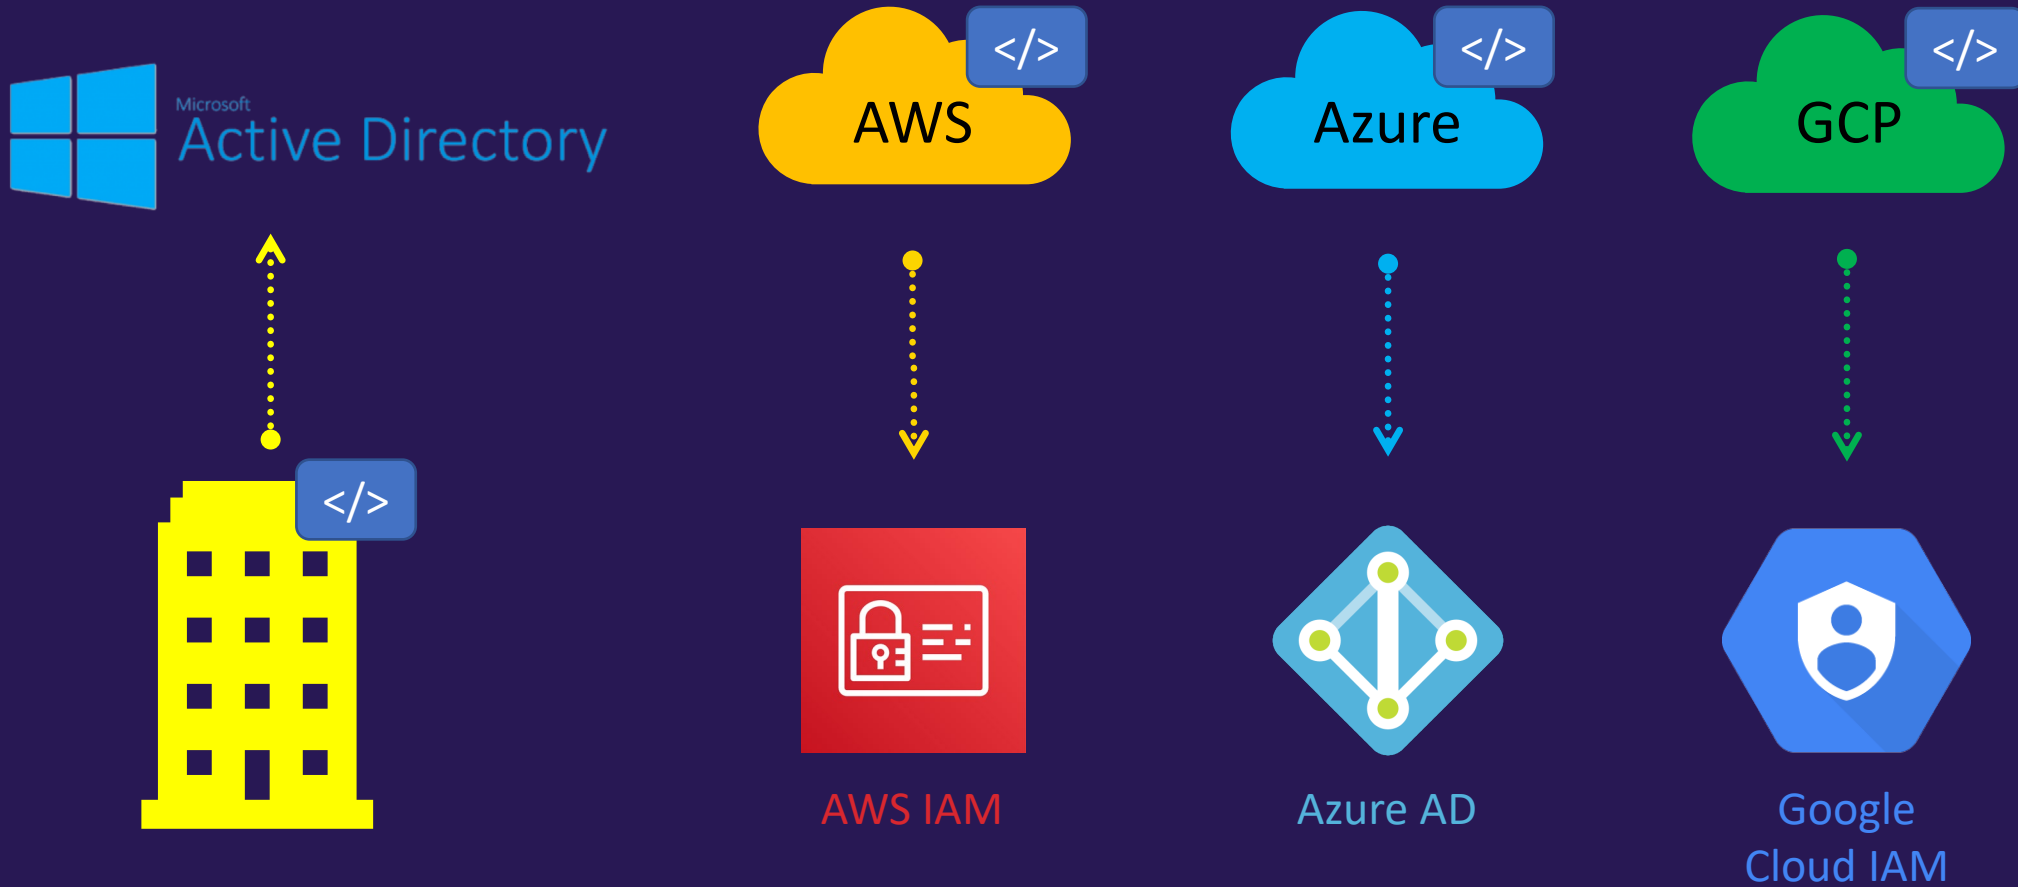 Microsoft
Active Directory
AWS
</>
Azure
</>
GCP
</>
</>
AWS IAM
Azure AD
Google
Cloud IAM